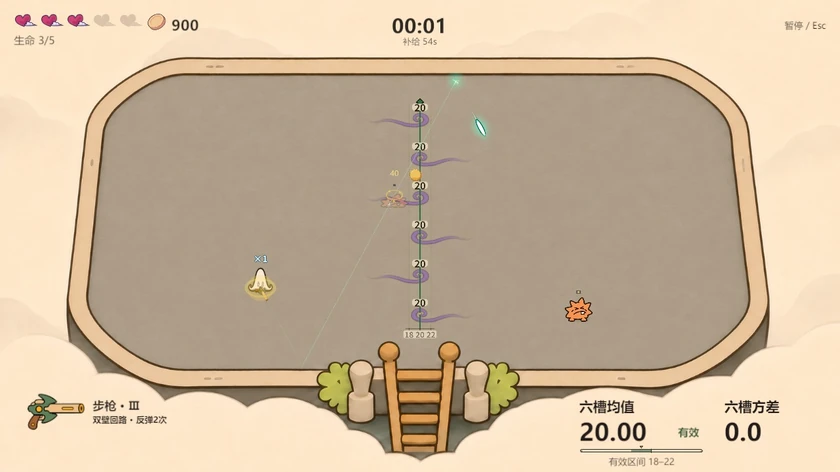 900
生命 3/5
00:01
补给 54s
暂停 / Esc
20
20
40
20
20
20
20
18 20 22
×1
步枪・III
双壁回路・反弹2次
六槽均值
20.00 有效
有效区间 18–22
六槽方差
0.0